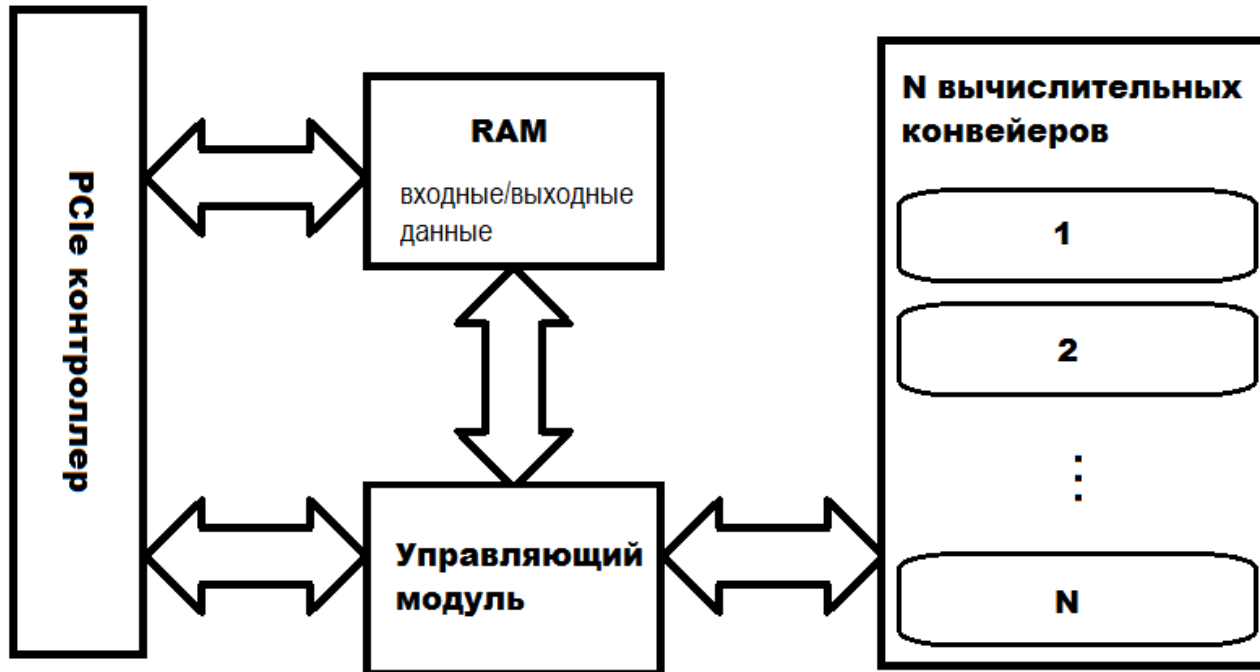 PCIe контроллер
RAM
входные/выходные
данные
Управляющий
модуль
N вычислительных
конвейеров
1
2
⋮
N